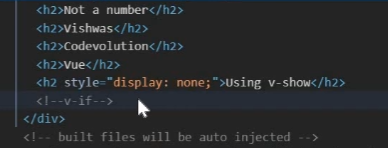 <h2>Not a number</h2>
<h2>Vishwas</h2>
<h2>Codevolution</h2>
<h2>Vue</h2>
<h2 style="display: none;">Using v-show</h2>
<!--v-if-->
</div>
<!-- built files will be auto injected -->